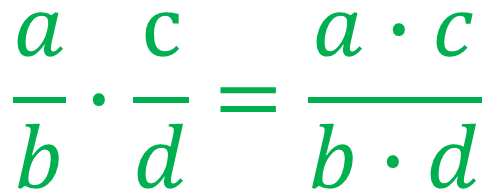 a/b · c/d = (a · c)/(b · d)